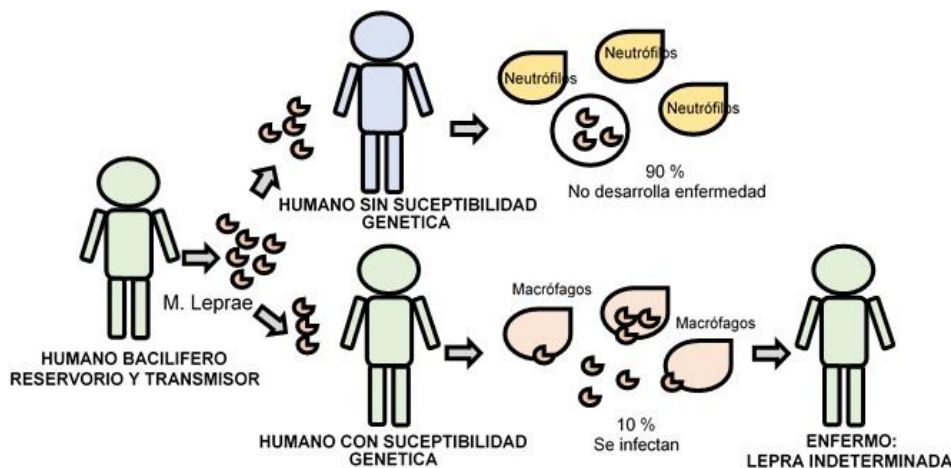 Neutrófilos
Neutrófilos
Neutrófilos
90 %
No desarrolla enfermedad
HUMANO SIN SUCEPTIBILIDAD
GENETICA
M. Leprae
HUMANO BACILIFERO
RESERVORIO Y TRANSMISOR
Macrófagos
Macrófagos
10 %
Se infectan
HUMANO CON SUCEPTIBILIDAD
GENETICA
ENFERMO:
LEPRA INDETERMINADA